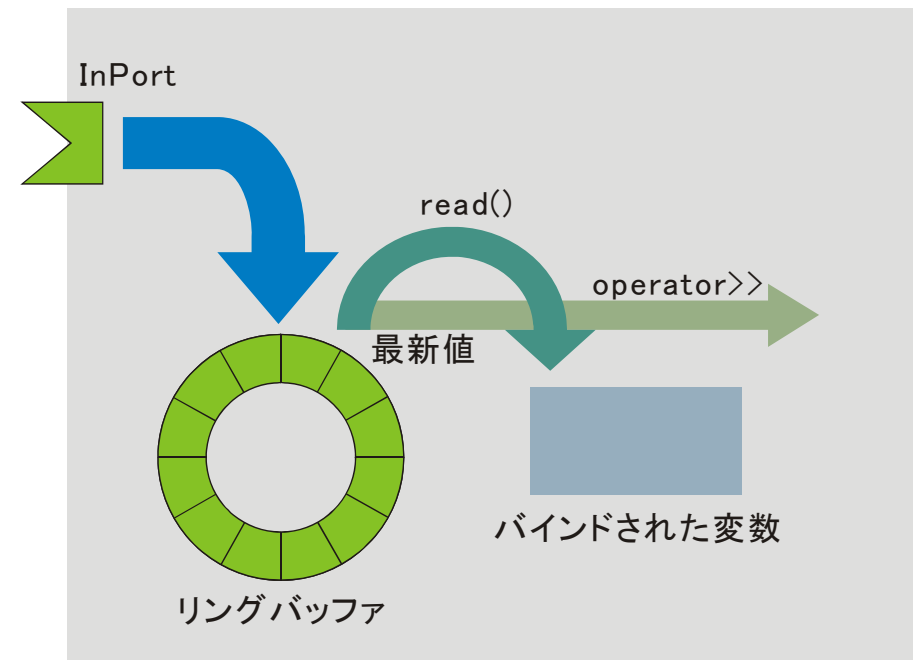 InPort
read()
operator>>
最新値
バインドされた変数
リングバッファ